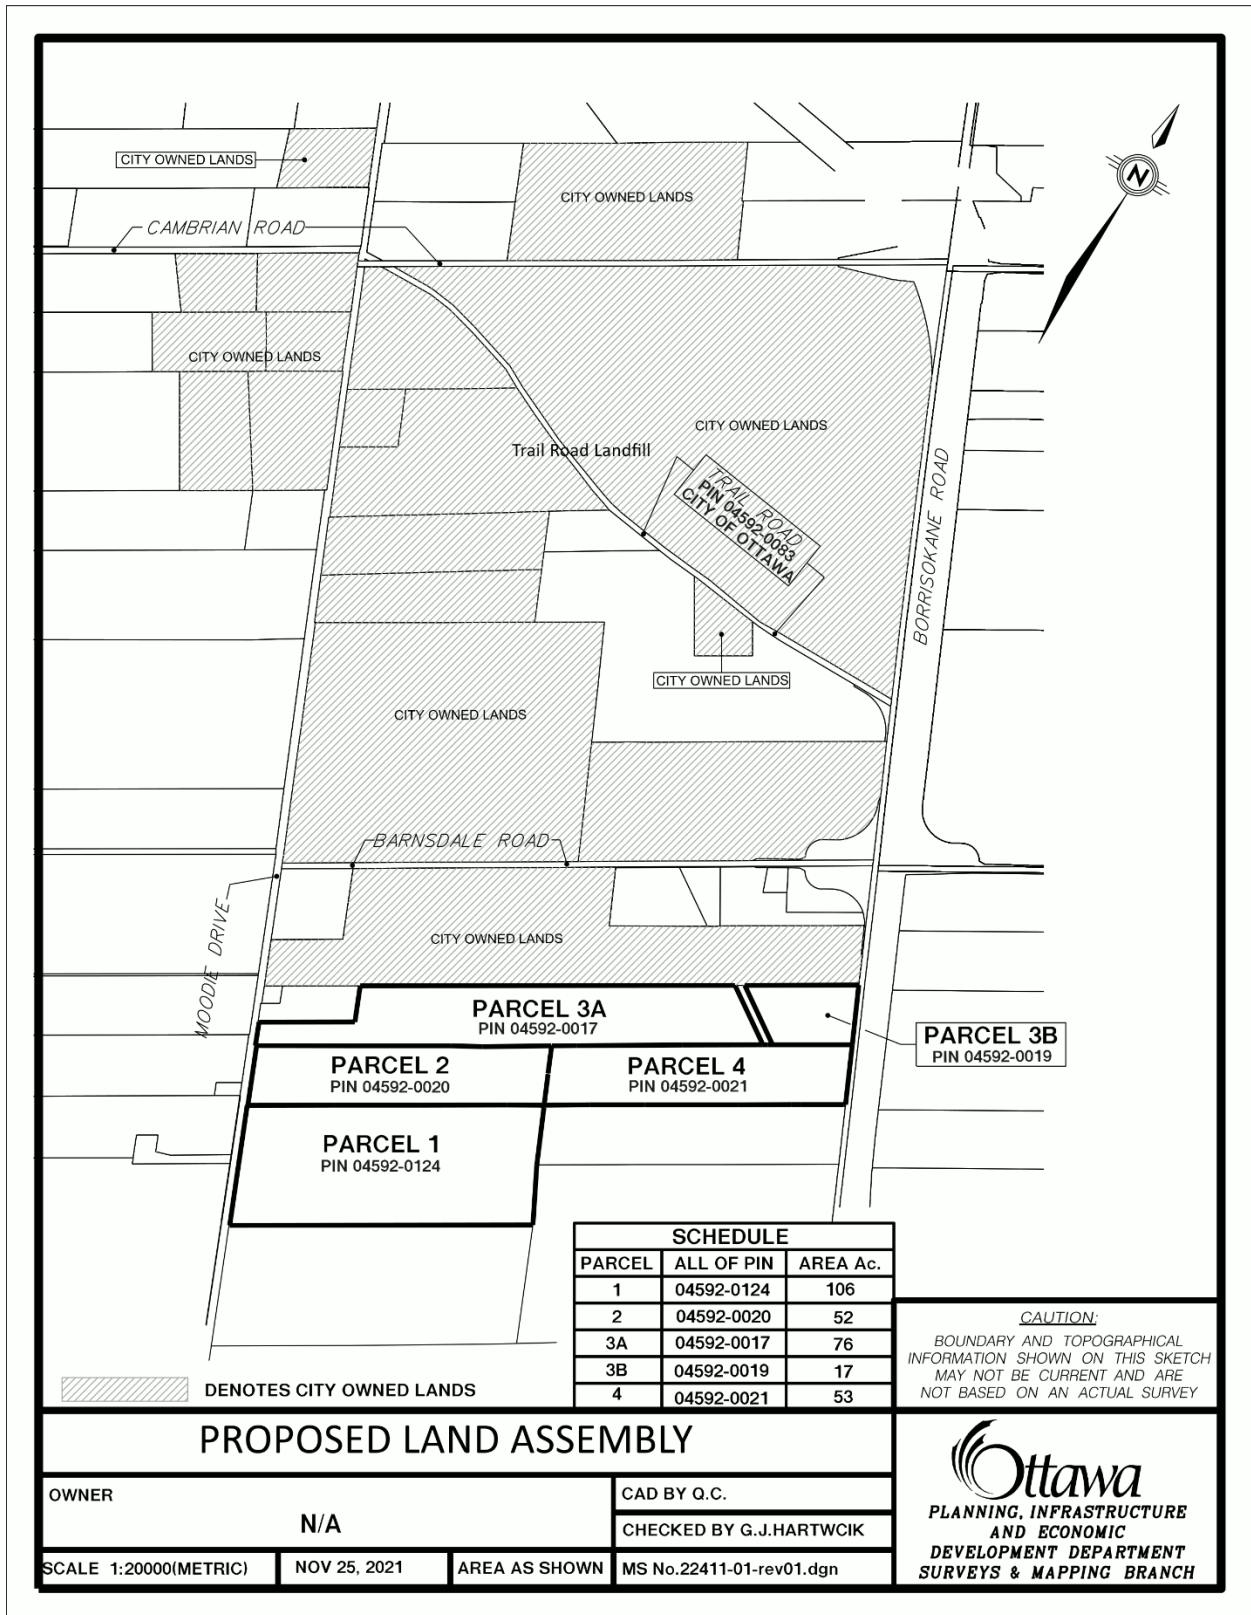 CITY OWNED LANDS
CITY OWNED LANDS
CAMBRIAN ROAD
N
CITY OWNED LANDS
CITY OWNED LANDS
Trail Road Landfill
TRAIL ROAD
PIN 04592-0083
CITY OF OTTAWA
BORRISOKANE ROAD
CITY OWNED LANDS
CITY OWNED LANDS
BARNSDALE ROAD
MOODIE DRIVE
CITY OWNED LANDS
PARCEL 3A
PIN 04592-0017
PARCEL 3B
PIN 04592-0019
PARCEL 2
PIN 04592-0020
PARCEL 4
PIN 04592-0021
PARCEL 1
PIN 04592-0124
SCHEDULE
PARCEL ALL OF PIN AREA Ac.
1 04592-0124 106
2 04592-0020 52
3A 04592-0017 76
3B 04592-0019 17
4 04592-0021 53
CAUTION:
BOUNDARY AND TOPOGRAPHICAL
INFORMATION SHOWN ON THIS SKETCH
MAY NOT BE CURRENT AND ARE
NOT BASED ON AN ACTUAL SURVEY
DENOTES CITY OWNED LANDS
PROPOSED LAND ASSEMBLY
OWNER
N/A
CAD BY Q.C.
CHECKED BY G.J.HARTWCIK
SCALE 1:20000(METRIC) NOV 25, 2021 AREA AS SHOWN MS No.22411-01-rev01.dgn
Ottawa
PLANNING, INFRASTRUCTURE
AND ECONOMIC
DEVELOPMENT DEPARTMENT
SURVEYS & MAPPING BRANCH